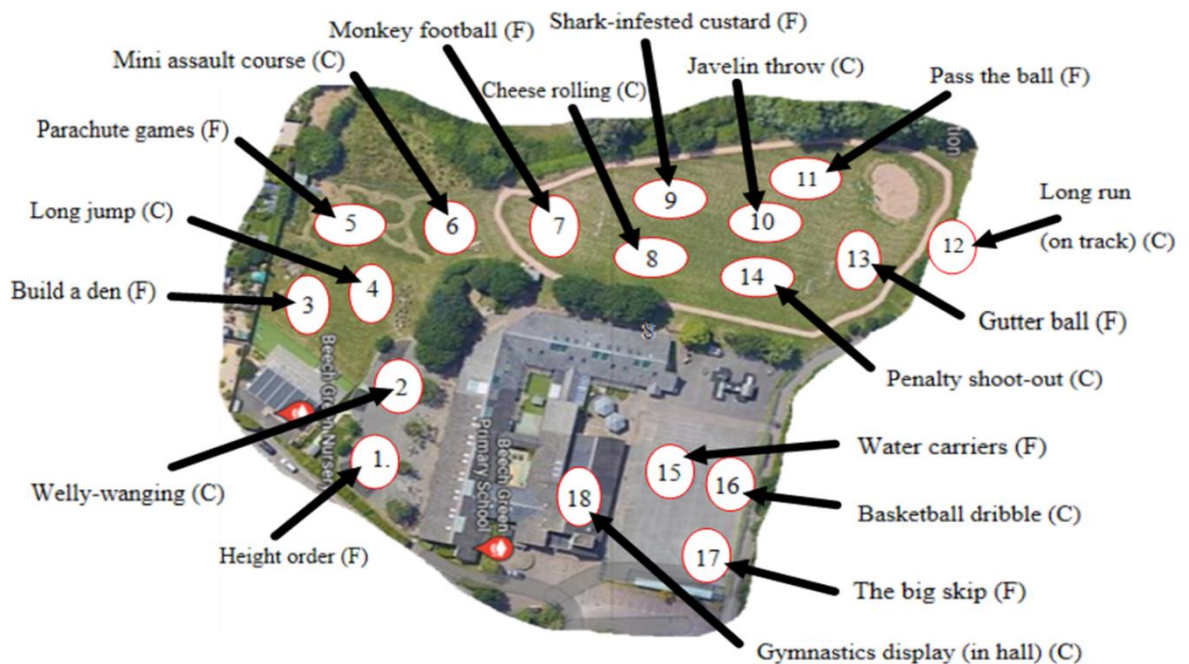 Shark-infested custard (F)
Monkey football (F)
Mini assault course (C)
Javelin throw (C)
Pass the ball (F)
Cheese rolling (C)
Parachute games (F)
Long jump (C)
Build a den (F)
Long run
(on track) (C)
Gutter ball (F)
Penalty shoot-out (C)
Water carriers (F)
Basketball dribble (C)
The big skip (F)
Gymnastics display (in hall) (C)
Welly-wanging (C)
Height order (F)
11
9
5
6
7
10
12
8
13
14
4
3
2
1.
15
16
18
17
Beech Green
Primary School
Beech Green